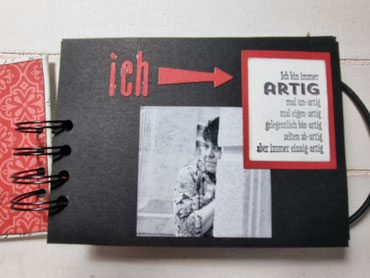 ich
Ich bin immer
ARTIG
mal un-artig
mal eigen-artig
gelegentlich bös-artig
selten ab-artig
aber immer einzig-artig